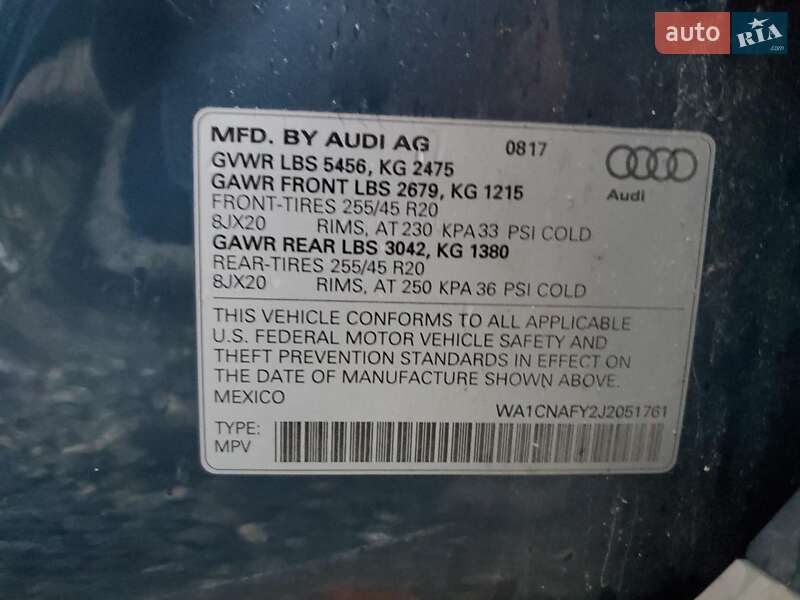 auto RIA.com
MFD. BY AUDI AG 0817
GVWR LBS 5456, KG 2475
GAWR FRONT LBS 2679, KG 1215
FRONT-TIRES 255/45 R20
8JX20 RIMS, AT 230 KPA 33 PSI COLD
GAWR REAR LBS 3042, KG 1380
REAR-TIRES 255/45 R20
8JX20 RIMS, AT 250 KPA 36 PSI COLD
Audi
THIS VEHICLE CONFORMS TO ALL APPLICABLE
U.S. FEDERAL MOTOR VEHICLE SAFETY AND
THEFT PREVENTION STANDARDS IN EFFECT ON
THE DATE OF MANUFACTURE SHOWN ABOVE.
MEXICO WA1CNAFY2J2051761
TYPE:
MPV